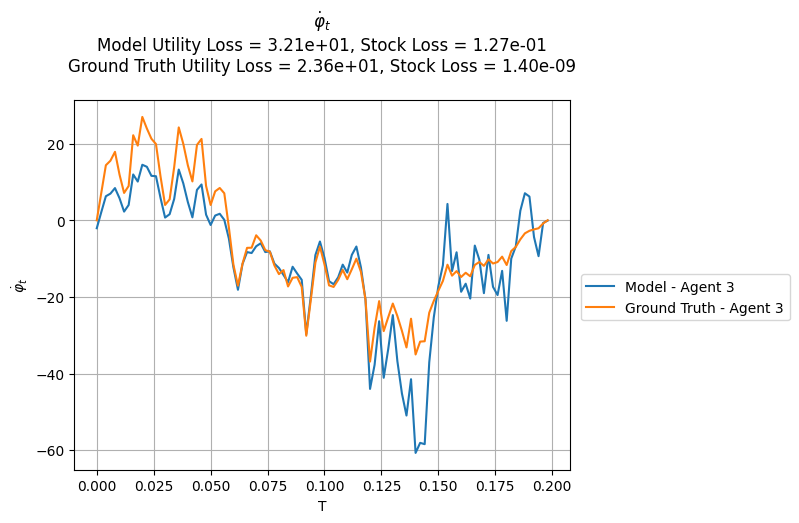 φ̇ₜ
Model Utility Loss = 3.21e+01, Stock Loss = 1.27e-01
Ground Truth Utility Loss = 2.36e+01, Stock Loss = 1.40e-09
20
0
−20
−40
−60
φ̇ₜ
0.000 0.025 0.050 0.075 0.100 0.125 0.150 0.175 0.200
T
Model - Agent 3
Ground Truth - Agent 3